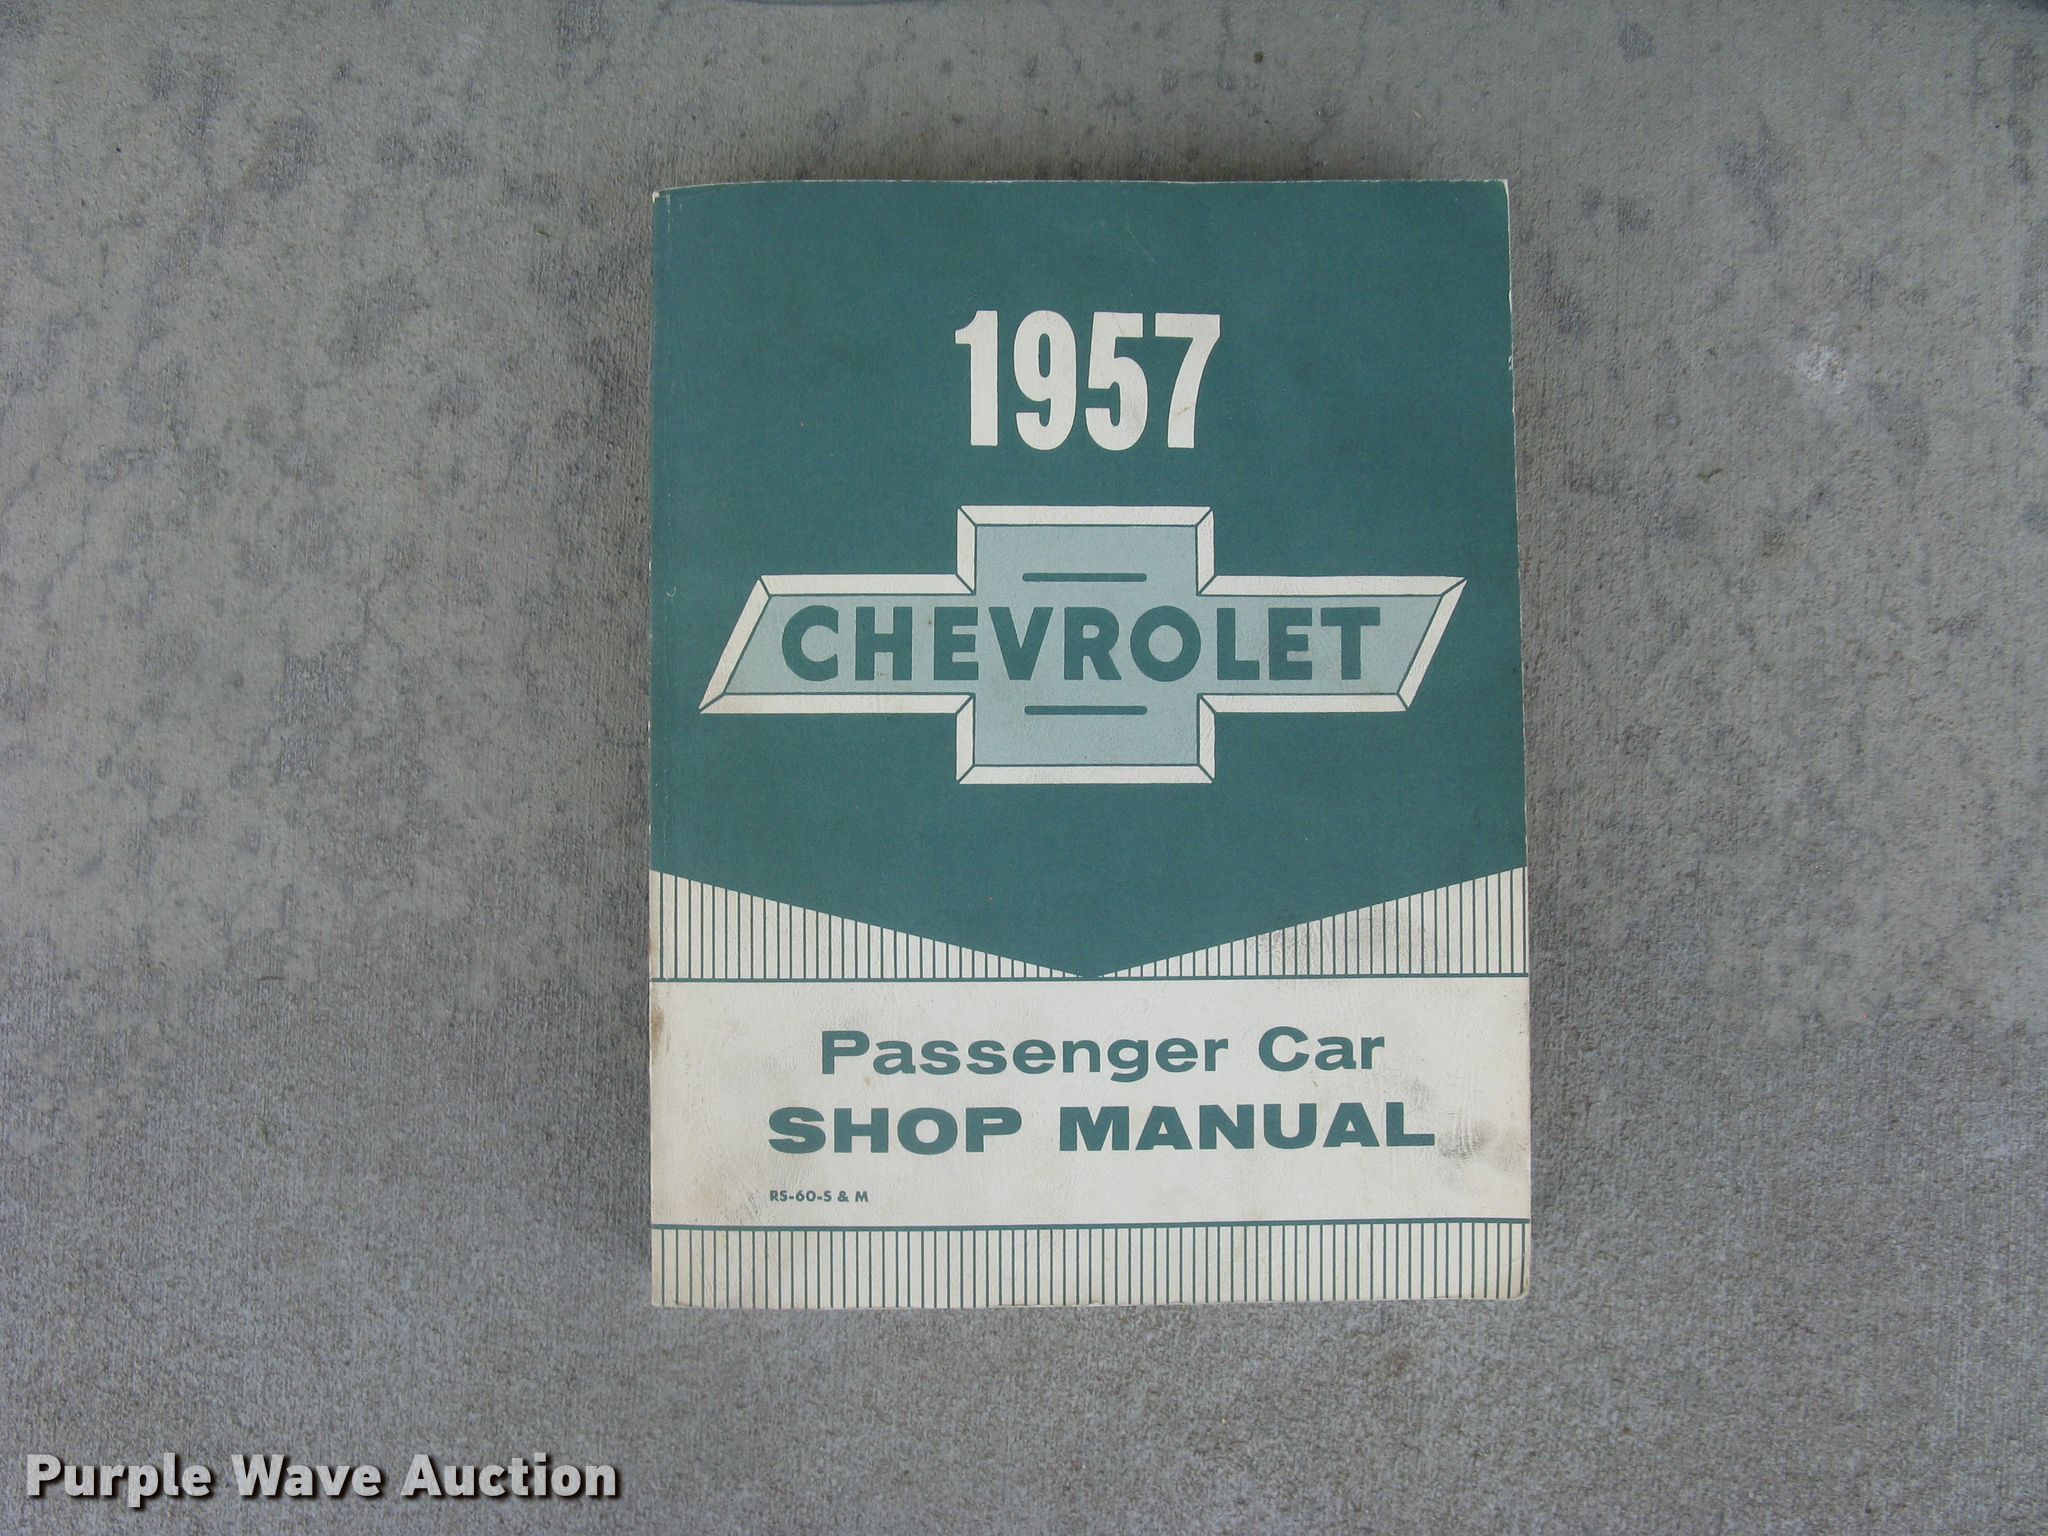 1957
CHEVROLET
Passenger Car
SHOP MANUAL
RS-60-S & M
Purple Wave Auction